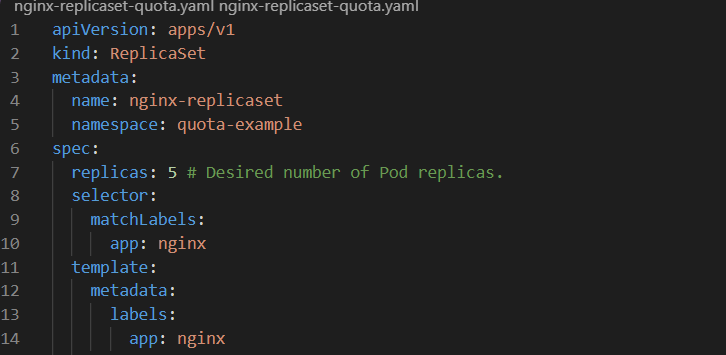 nginx-replicaset-quota.yaml nginx-replicaset-quota.yaml
1 apiVersion: apps/v1
2 kind: ReplicaSet
3 metadata:
4   name: nginx-replicaset
5   namespace: quota-example
6 spec:
7   replicas: 5 # Desired number of Pod replicas.
8   selector:
9     matchLabels:
10       app: nginx
11   template:
12     metadata:
13       labels:
14         app: nginx